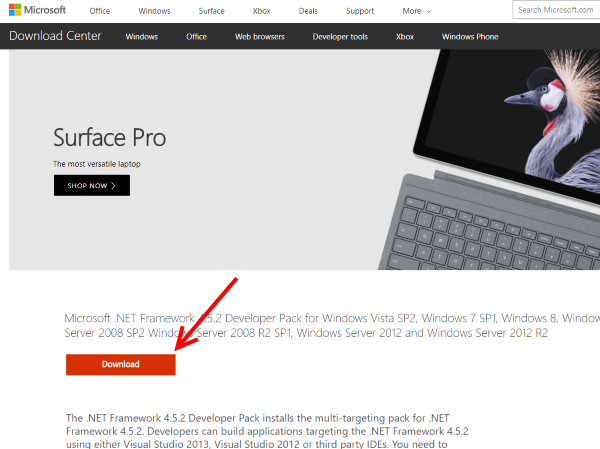 Microsoft Office Windows Surface Xbox Deals Support More Search Microsoft.com
Download Center Windows Office Web browsers Developer tools Xbox Windows Phone
Surface Pro
The most versatile laptop
SHOP NOW
Microsoft .NET Framework 4.5.2 Developer Pack for Windows Vista SP2, Windows 7 SP1, Windows 8, Window
Server 2008 SP2 Windows Server 2008 R2 SP1, Windows Server 2012 and Windows Server 2012 R2
Download
The .NET Framework 4.5.2 Developer Pack installs the multi-targeting pack for .NET
Framework 4.5.2. Developers can build applications targeting the .NET Framework 4.5.2
using either Visual Studio 2013, Visual Studio 2012 or third party IDEs. You need to